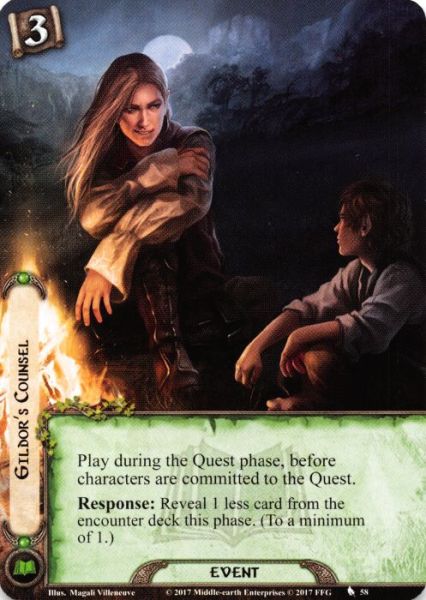 3
GILDOR'S COUNSEL
Play during the Quest phase, before
characters are committed to the Quest.
Response: Reveal 1 less card from the
encounter deck this phase. (To a minimum
of 1.)
EVENT
Illus. Magali Villeneuve © 2017 Middle-earth Enterprises © 2017 FFG 58